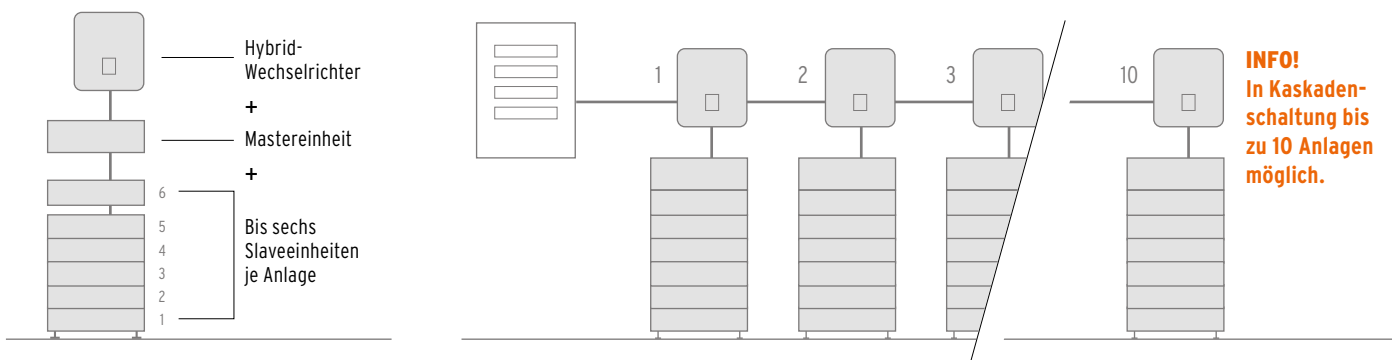 Hybrid-
Wechselrichter
+
Mastereinheit
+
6
5
4
3
2
1
Bis sechs
Slaveeinheiten
je Anlage
1
2
3
10
INFO!
In Kaskaden-
schaltung bis
zu 10 Anlagen
möglich.